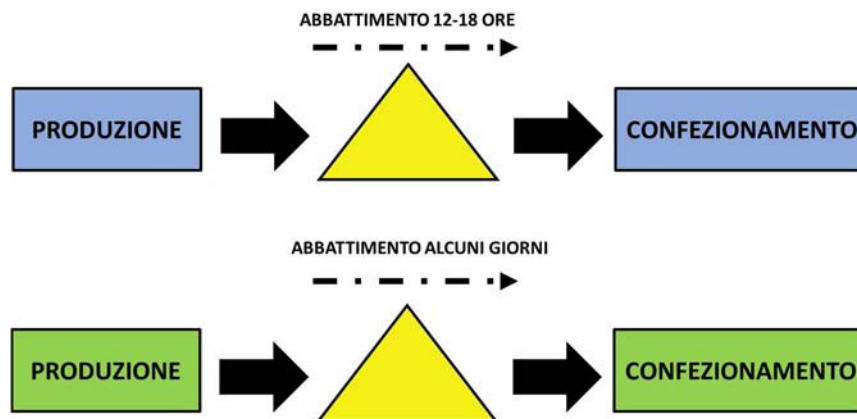 ABBATTIMENTO 12-18 ORE
PRODUZIONE
CONFEZIONAMENTO
ABBATTIMENTO ALCUNI GIORNI
PRODUZIONE
CONFEZIONAMENTO